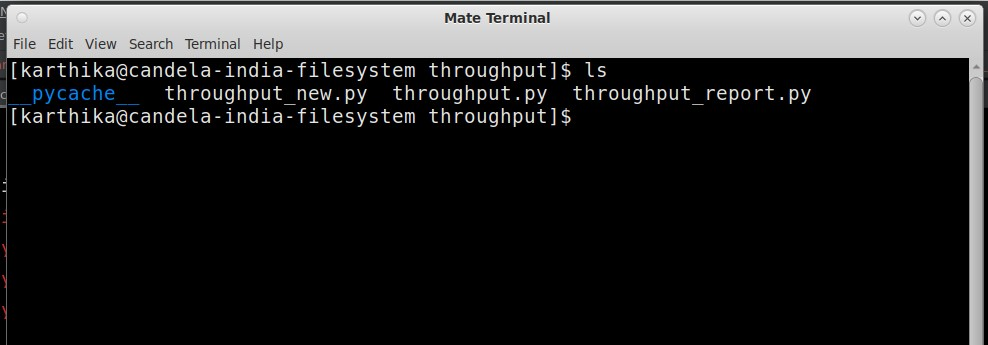 Mate Terminal
File Edit View Search Terminal Help
[karthika@candela-india-filesystem throughput]$ ls
__pycache__  throughput_new.py  throughput.py  throughput_report.py
[karthika@candela-india-filesystem throughput]$